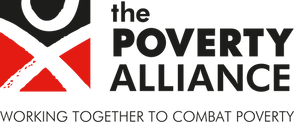 the
POVERTY
ALLIANCE
WORKING TOGETHER TO COMBAT POVERTY